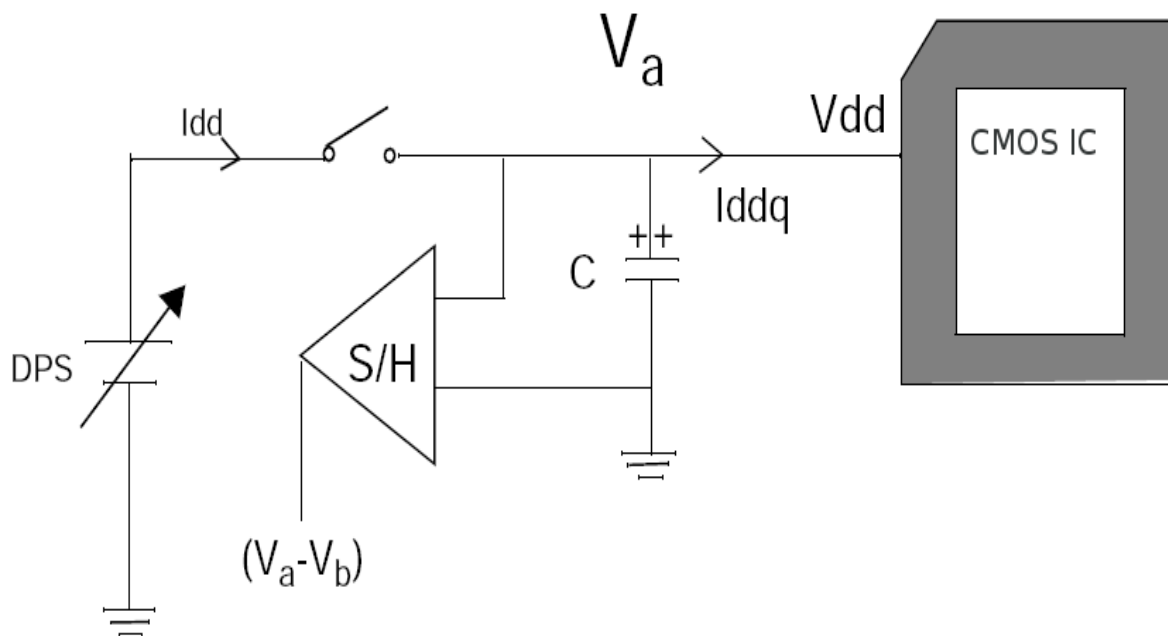 Va
Idd
Vdd
CMOS IC
Iddq
++
C
S/H
DPS
(Va-Vb)